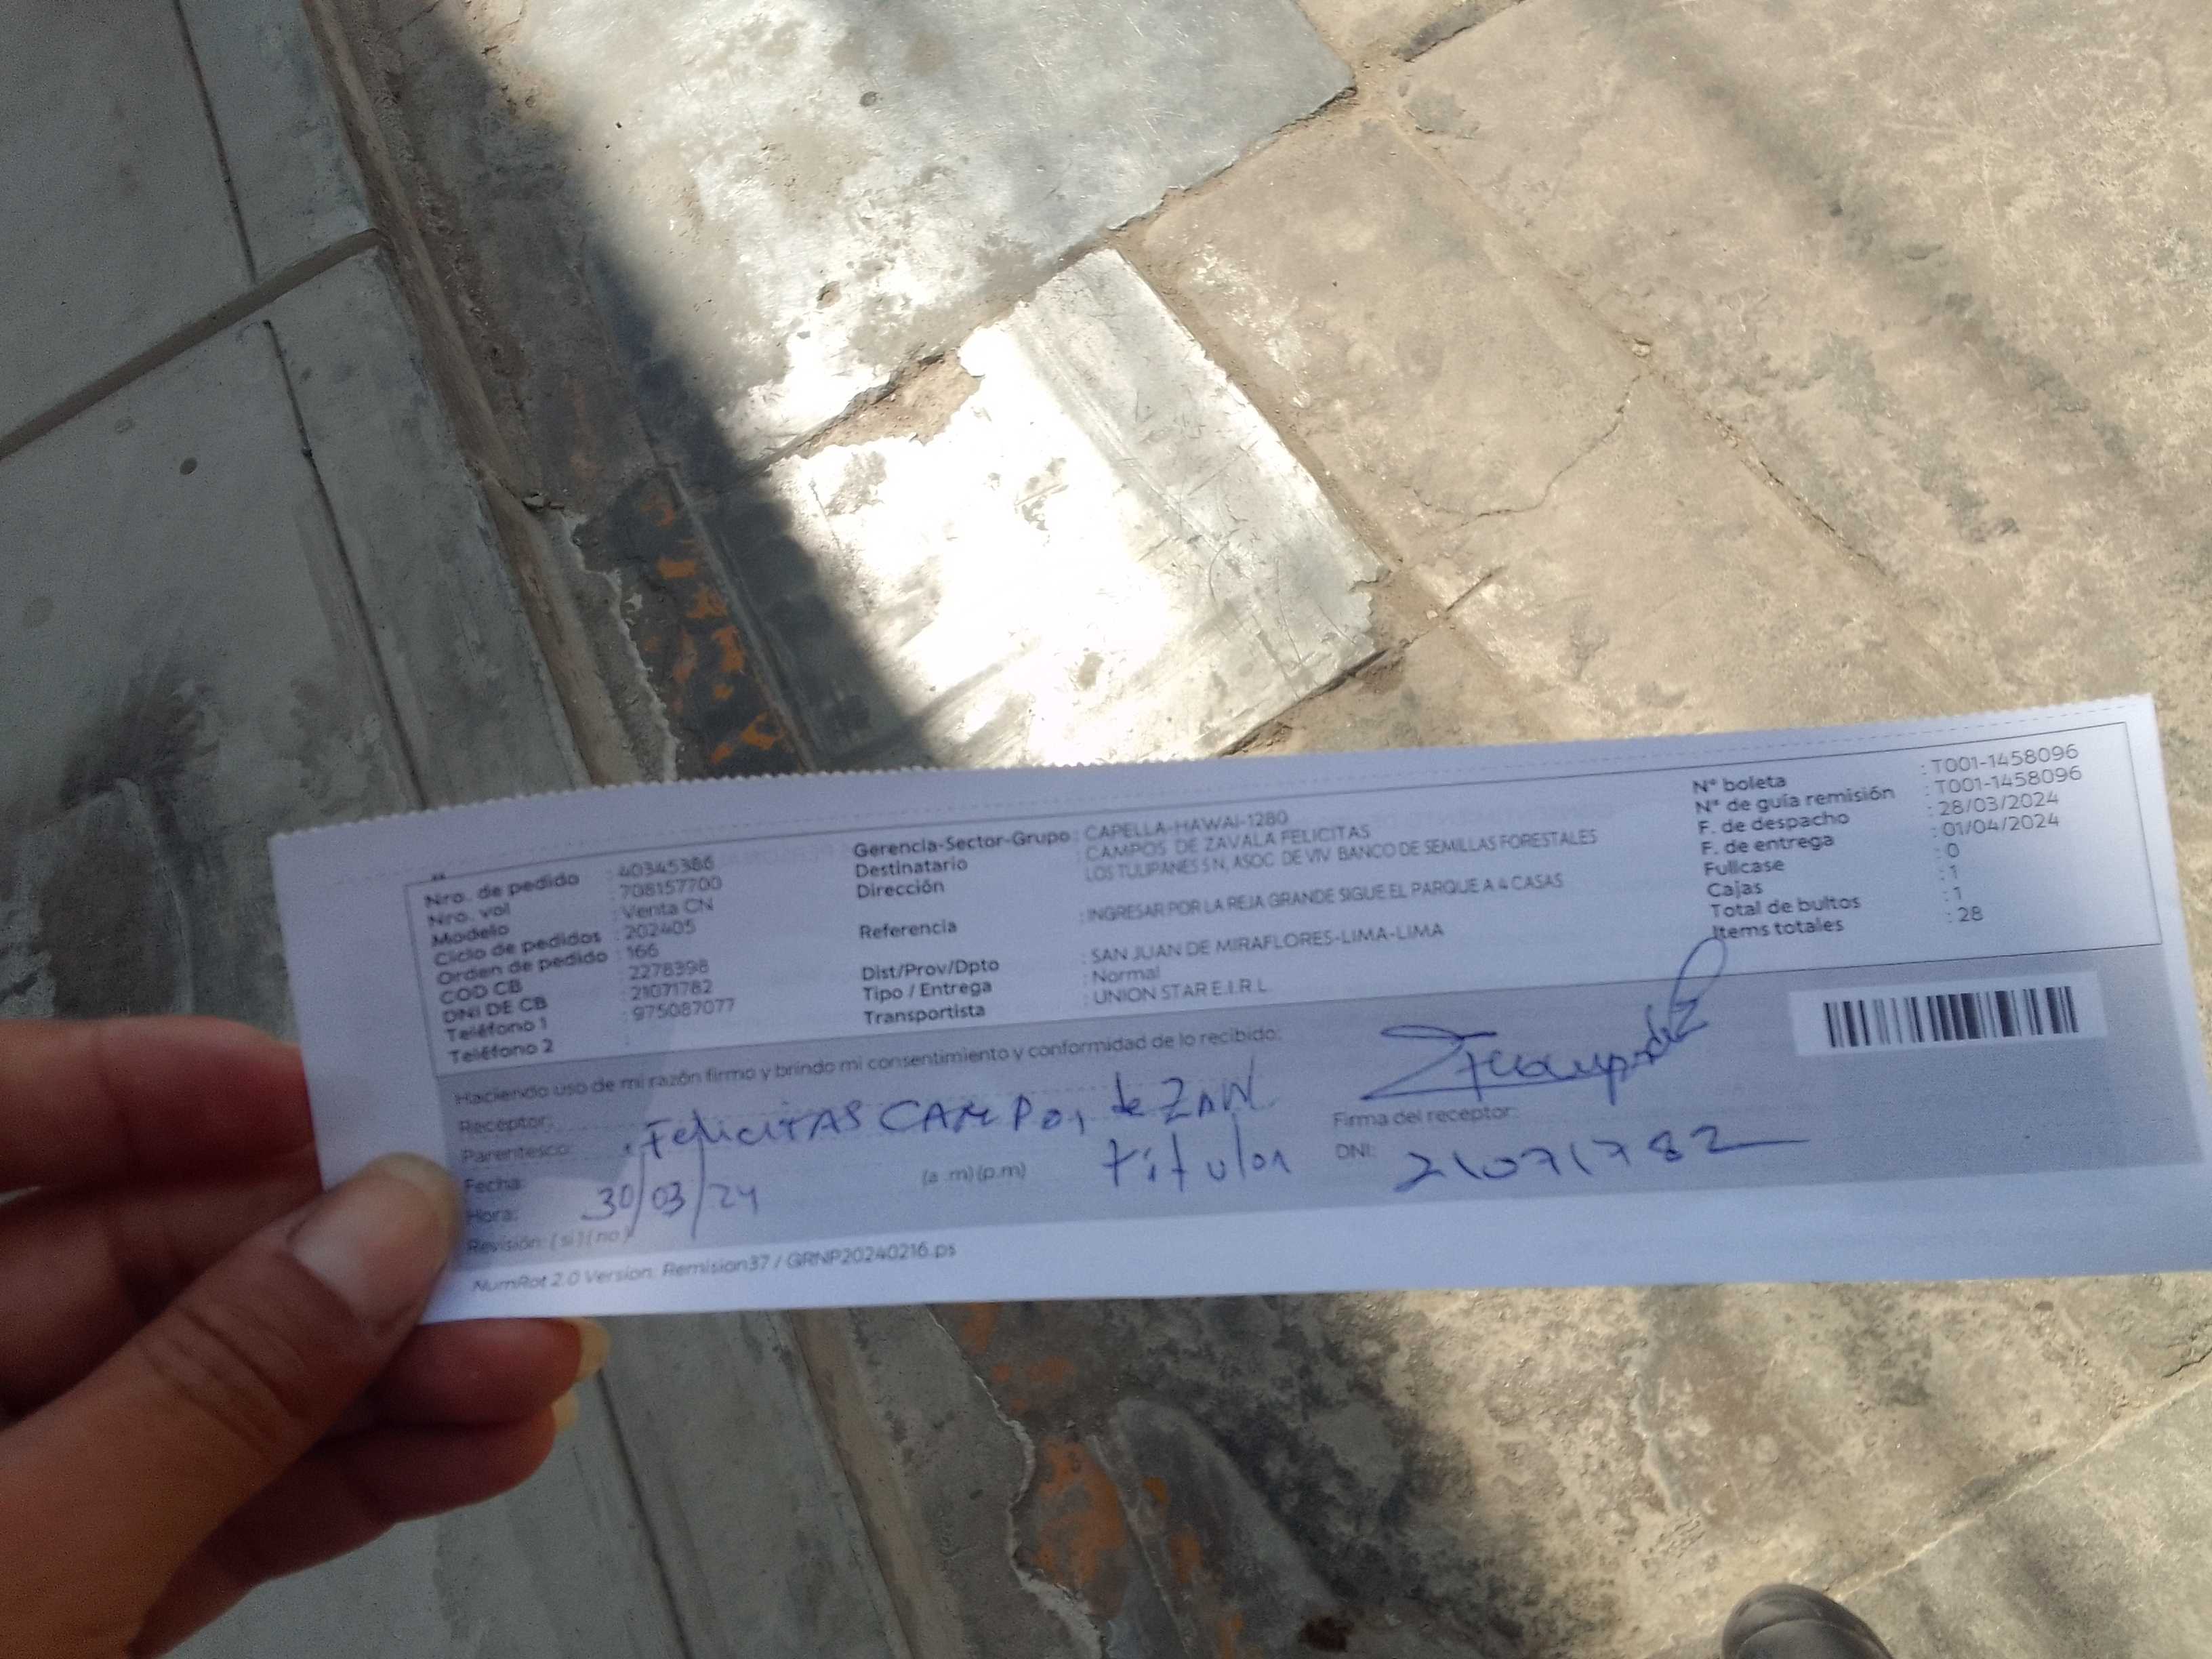 Nro. de pedido : 40345386
Nro. vol : 708157700
Modelo : Venta CN
Ciclo de pedidos : 202405
Orden de pedido : 166
COD CB : 2278398
DNI DE CB : 21071782
Teléfono 1 : 975087077
Teléfono 2 :
Gerencia-Sector-Grupo : CAPELLA-HAWAI-1280
Destinatario : CAMPOS DE ZAVALA FELICITAS
Dirección : LOS TULIPANES SN, ASOC DE VIV BANCO DE SEMILLAS FORESTALES
Referencia : INGRESAR POR LA REJA GRANDE SIGUE EL PARQUE A 4 CASAS
Dist/Prov/Dpto : SAN JUAN DE MIRAFLORES-LIMA-LIMA
Tipo / Entrega : Normal
Transportista : UNION STAR E.I.R.L
N° boleta : T001-1458096
N° de guía remisión : T001-1458096
F. de despacho : 28/03/2024
F. de entrega : 01/04/2024
Fullcase : 0
Cajas : 1
Total de bultos : 1
Items totales : 28
Haciendo uso de mi razón firmo y brindo mi consentimiento y conformidad de lo recibido:
Receptor:
Parentesco: Felicitas CAMPOS de
Fecha: (a .m) (p.m) titular
Hora: 30/03/24
Revisión: ( si ) ( no )
Firma del receptor:
DNI: 21071782
NumRot 2.0 Version: Remision37 / GRNP20240216.ps